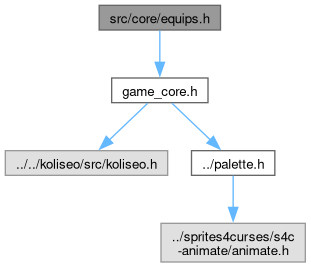 src/core/equips.h
game_core.h
../../koliseo/src/koliseo.h
../palette.h
../sprites4curses/s4c
-animate/animate.h